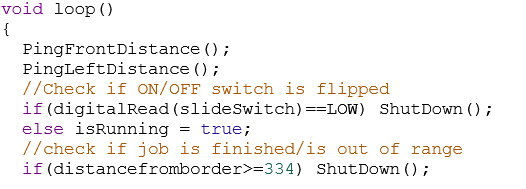 void loop()
{
  PingFrontDistance();
  PingLeftDistance();
  //Check if ON/OFF switch is flipped
  if(digitalRead(slideSwitch)==LOW) ShutDown();
  else isRunning = true;
  //check if job is finished/is out of range
  if(distancefromborder>=334) ShutDown();